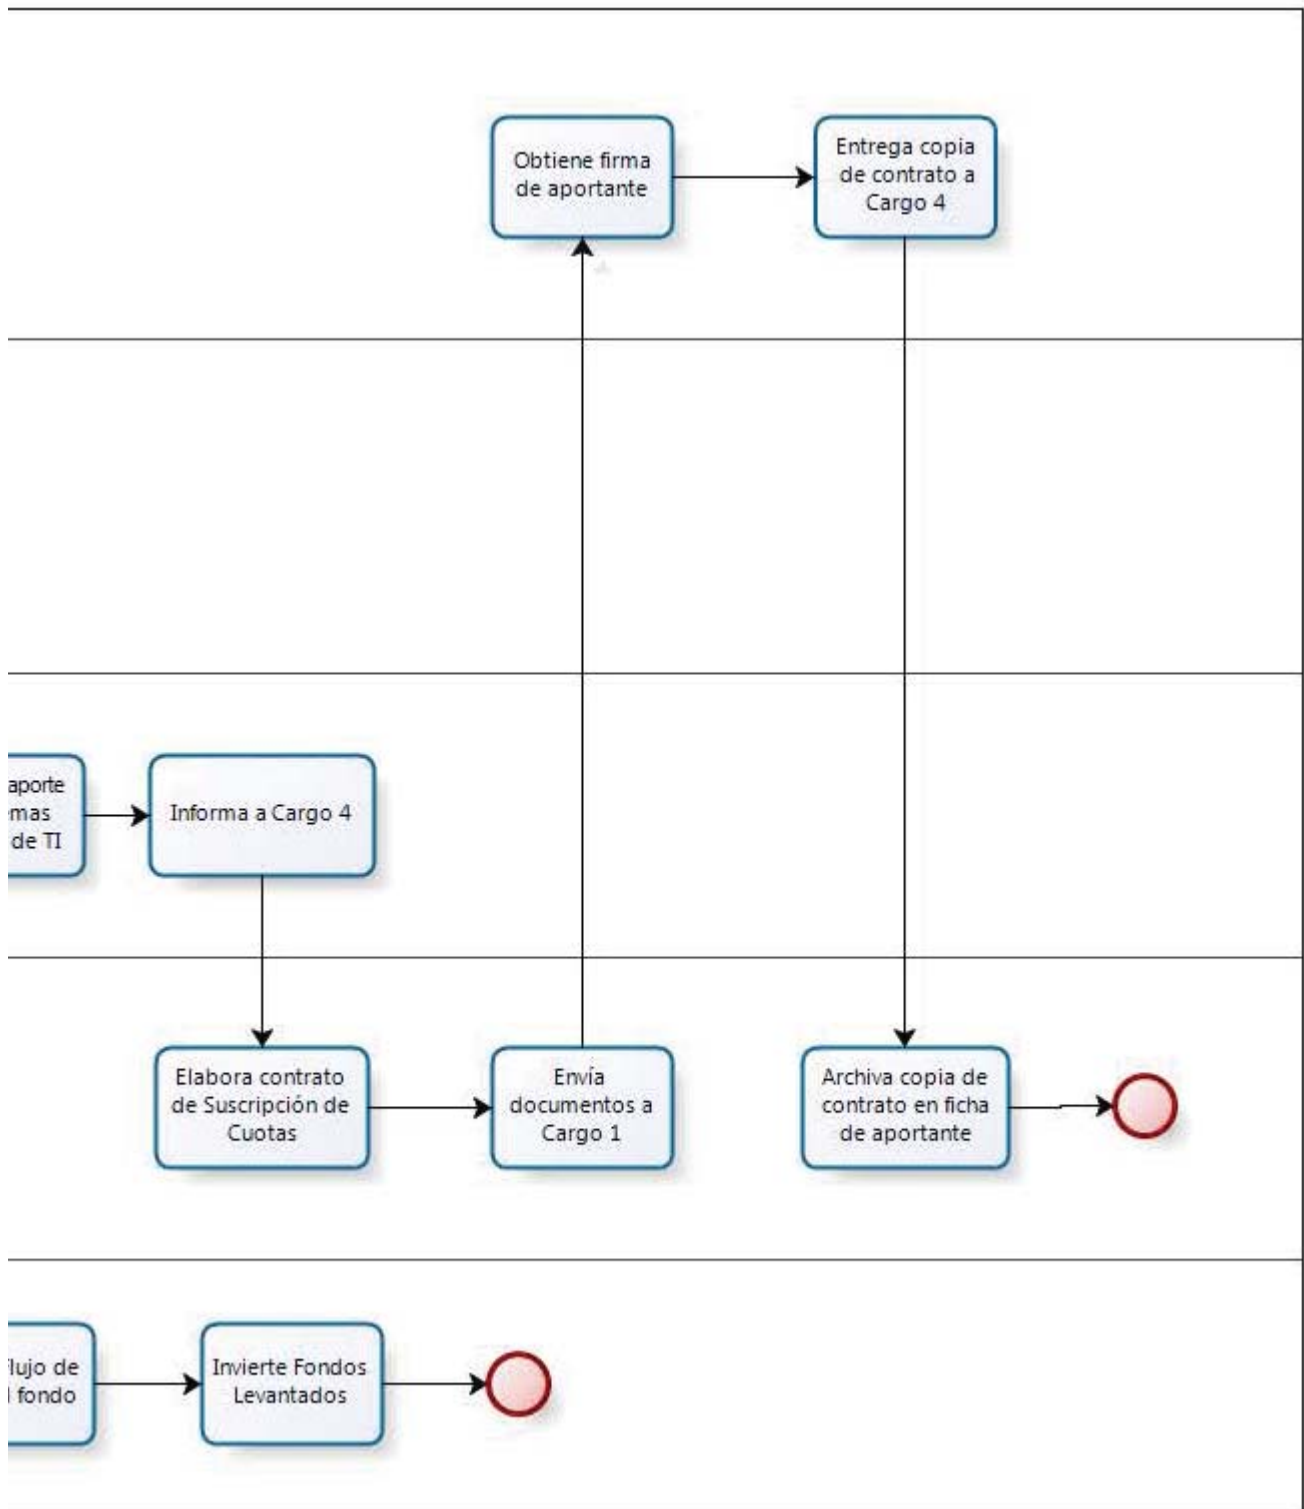 Obtiene firma
de aportante
Entrega copia
de contrato a
Cargo 4
aporte
de TI
Informa a Cargo 4
Elabora contrato
de Suscripción de
Cuotas
Envía
documentos a
Cargo 1
Archiva copia de
contrato en ficha
de aportante
de
fondo
Invierte Fondos
Levantados